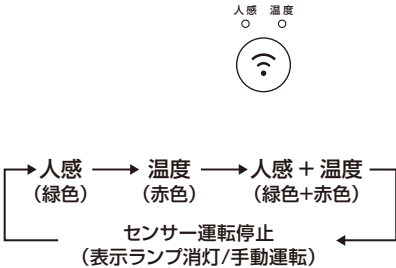 人感 温度
人感 → 温度 → 人感 + 温度
(緑色) (赤色) (緑色+赤色)
センサー運転停止
(表示ランプ消灯/手動運転)